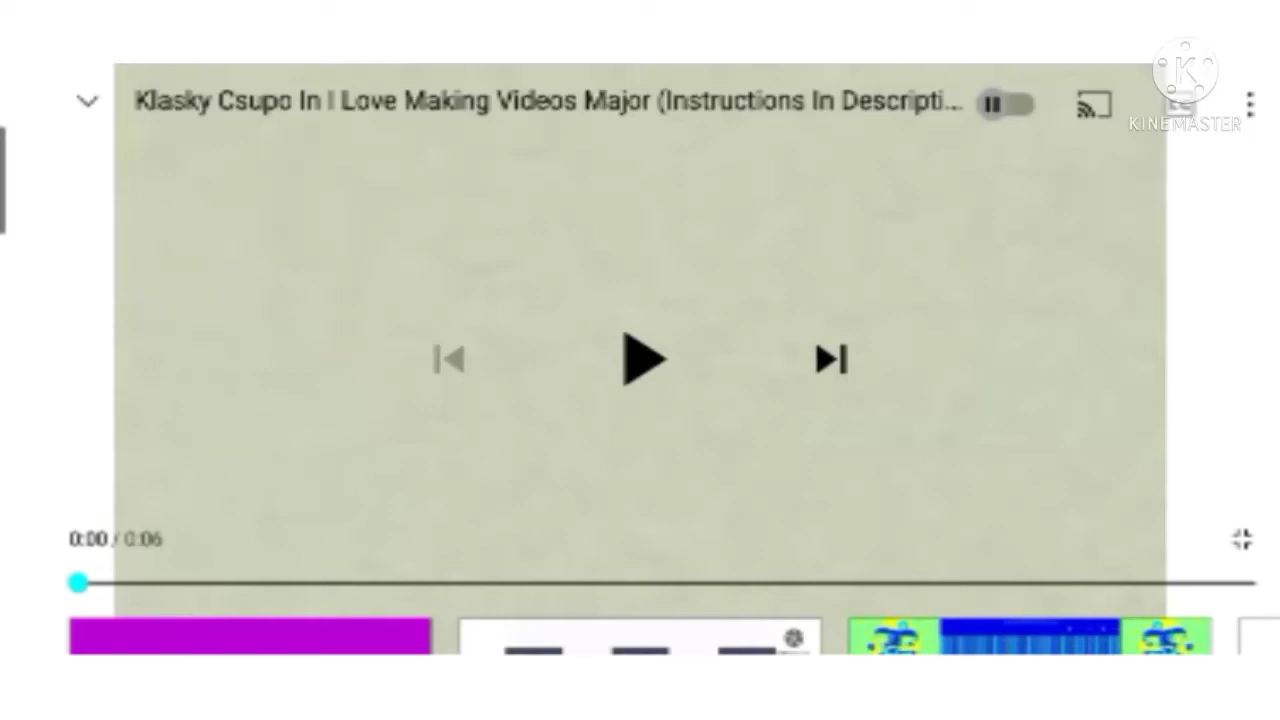 Klasky Csupo In I Love Making Videos Major (Instructions In Descripti...
KINEMASTER
0:00 / 0:06